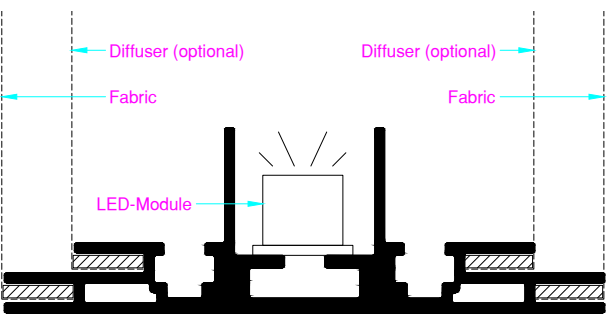 Diffuser (optional)
Diffuser (optional)
Fabric
Fabric
LED-Module